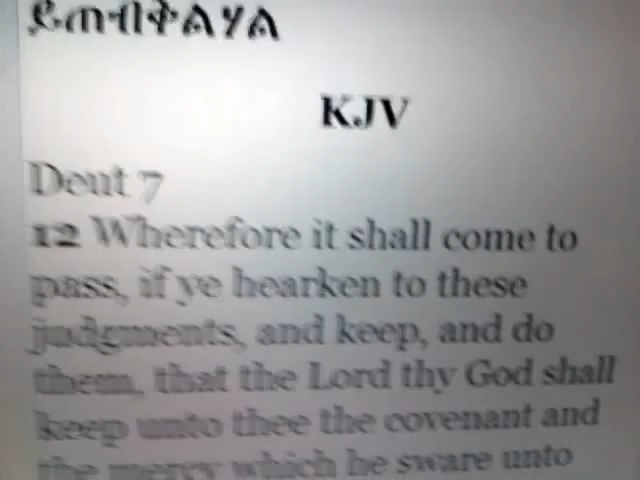 ይጠብቅልሃል
KJV
Deut 7
12 Wherefore it shall come to
pass, if ye hearken to these
judgments, and keep, and do
them, that the Lord thy God shall
keep unto thee the covenant and
the mercy which he sware unto